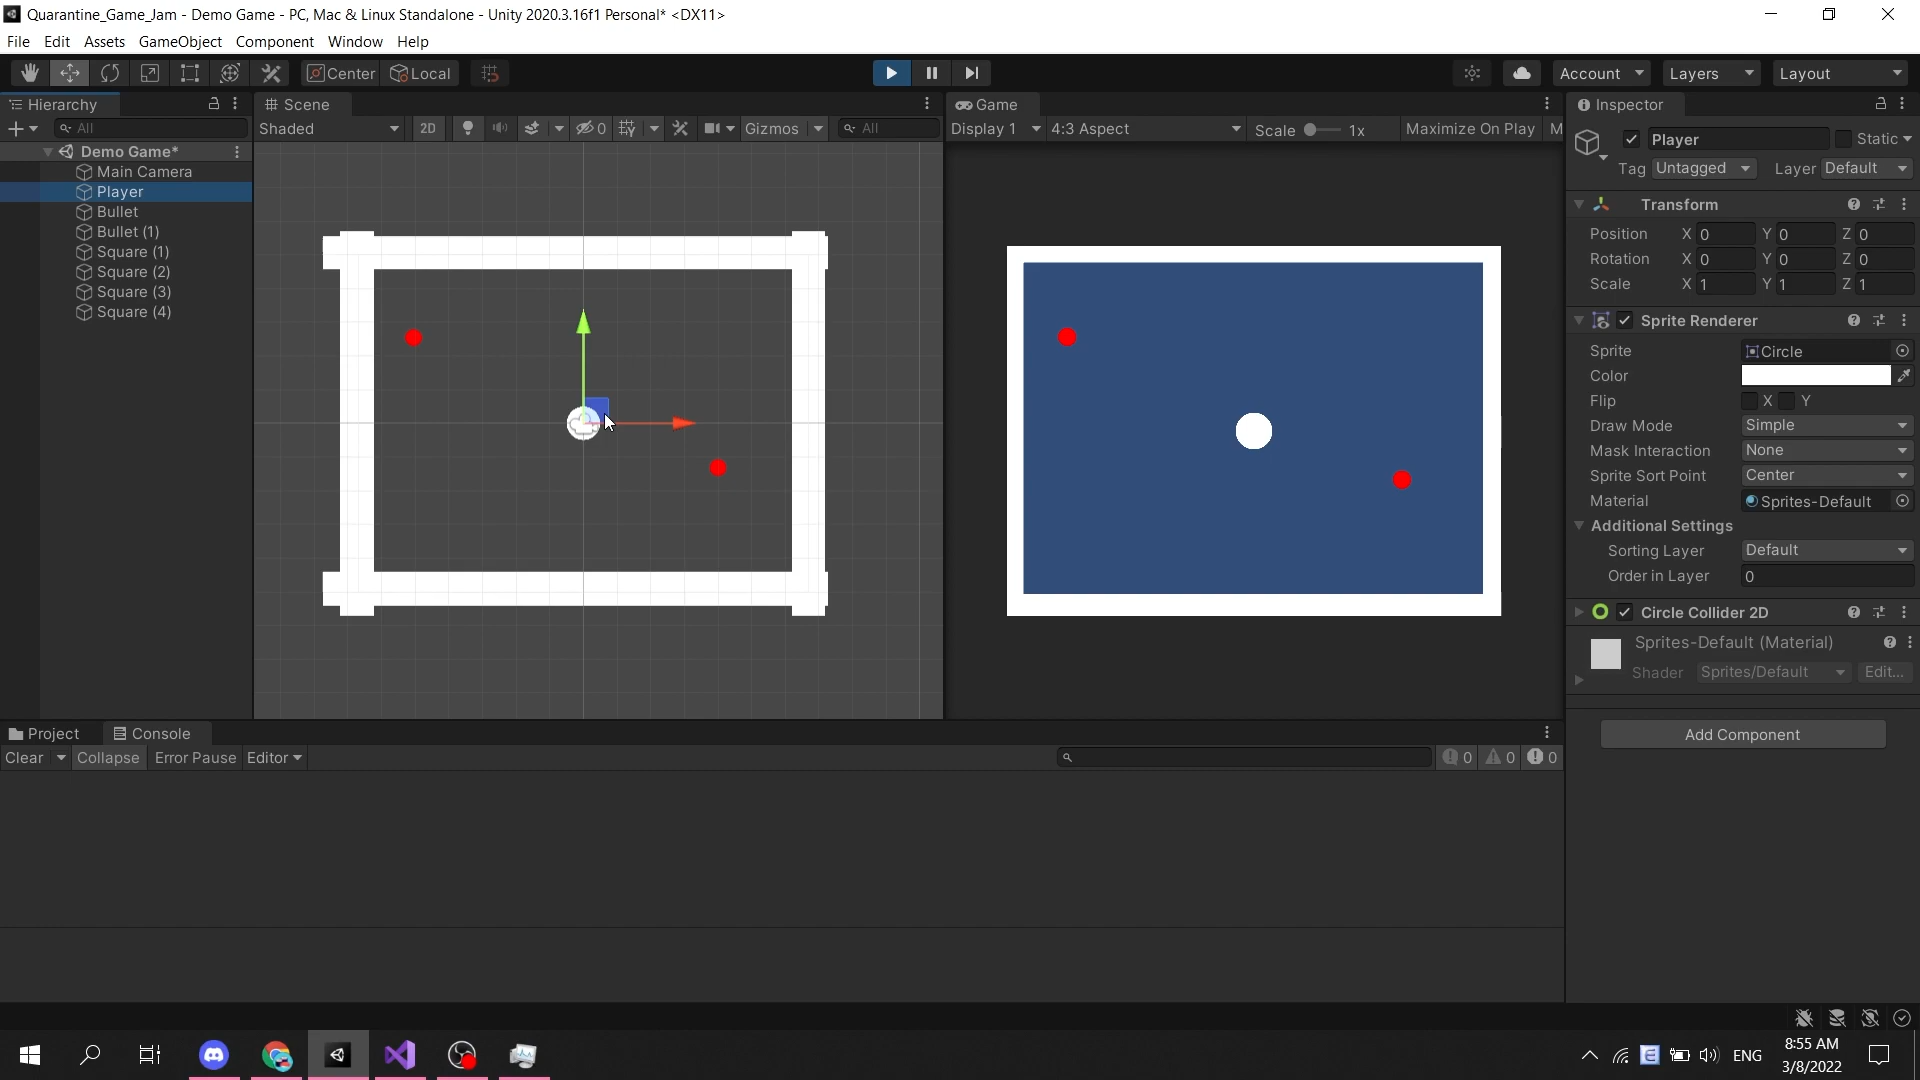 Quarantine_Game_Jam - Demo Game - PC, Mac & Linux Standalone - Unity 2020.3.16f1 Personal* <DX11>
File Edit Assets GameObject Component Window Help
Center Local Account Layers Layout
Hierarchy
All
Demo Game*
Main Camera
Player
Bullet
Bullet (1)
Square (1)
Square (2)
Square (3)
Square (4)
Scene
Shaded 2D 0 Gizmos All
Game
Display 1 4:3 Aspect Scale 1x Maximize On Play M
Inspector
Player Static
Tag Untagged Layer Default
Transform
Position X 0 Y 0 Z 0
Rotation X 0 Y 0 Z 0
Scale X 1 Y 1 Z 1
Sprite Renderer
Sprite Circle
Color
Flip X Y
Draw Mode Simple
Mask Interaction None
Sprite Sort Point Center
Material Sprites-Default
Additional Settings
Sorting Layer Default
Order in Layer 0
Circle Collider 2D
Sprites-Default (Material)
Shader Sprites/Default Edit...
Add Component
Project Console
Clear Collapse Error Pause Editor 0 0 0
ENG
8:55 AM
3/8/2022